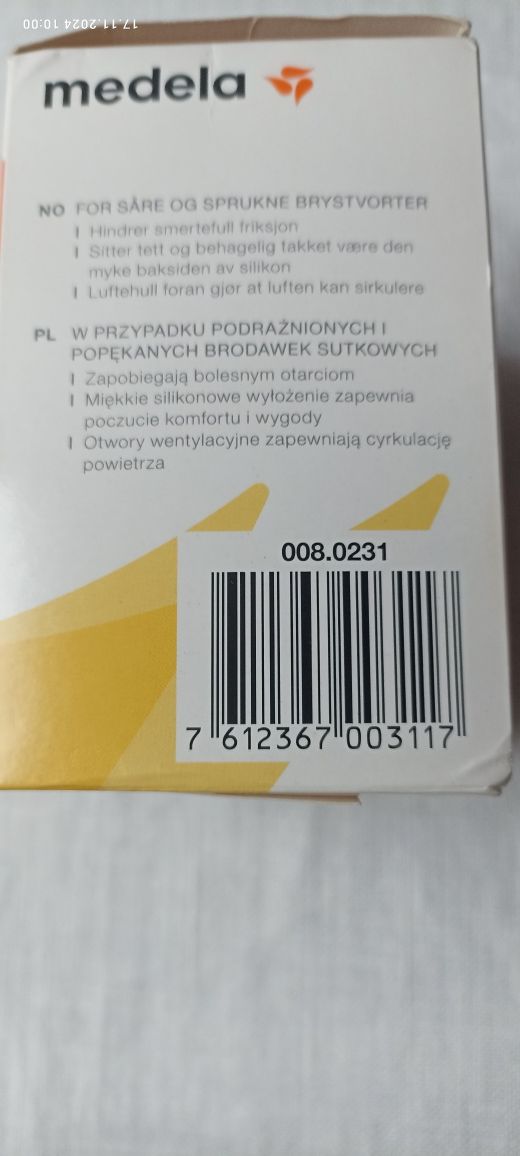 17.11.2024 10:00
medela
NO FOR SÅRE OG SPRUKNE BRYSTVORTER
I Hindrer smertefull friksjon
I Sitter tett og behagelig takket være den
myke baksiden av silikon
I Luftehull foran gjør at luften kan sirkulere
PL W PRZYPADKU PODRAŻNIONYCH I
POPĘKANYCH BRODAWEK SUTKOWYCH
I Zapobiegają bolesnym otarciom
I Miękkie silikonowe wyłożenie zapewnia
poczucie komfortu i wygody
I Otwory wentylacyjne zapewniają cyrkulację
powietrza
008.0231
7 612367 003117